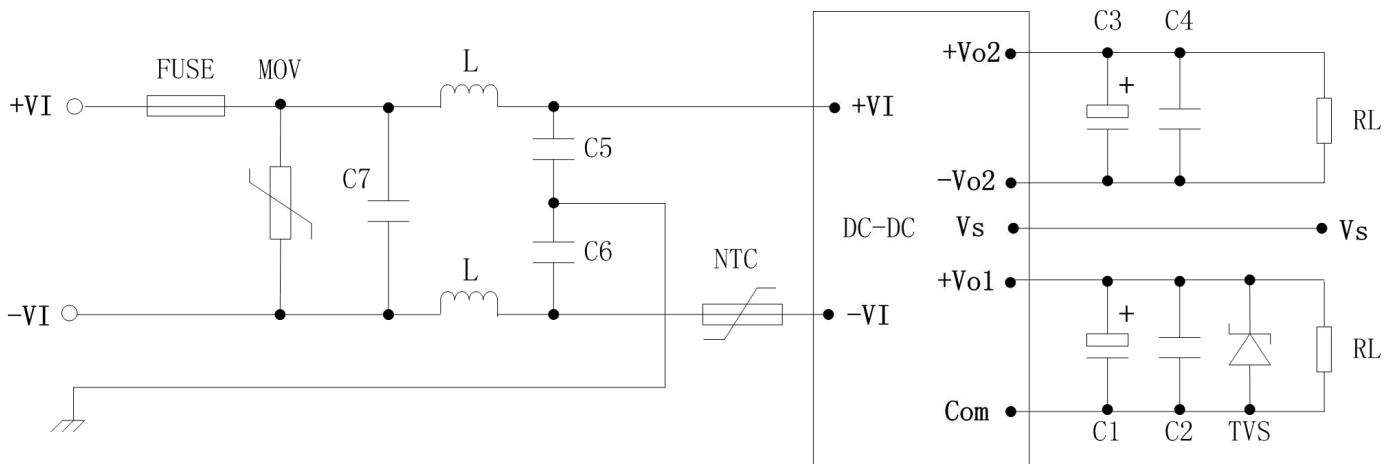 C3 C4
+Vo2
FUSE MOV L
+
+VI +VI
RL
C5
C7
-Vo2
DC-DC Vs Vs
C6
NTC
L
+Vo1
-VI -VI
+
RL
Com
C1 C2 TVS